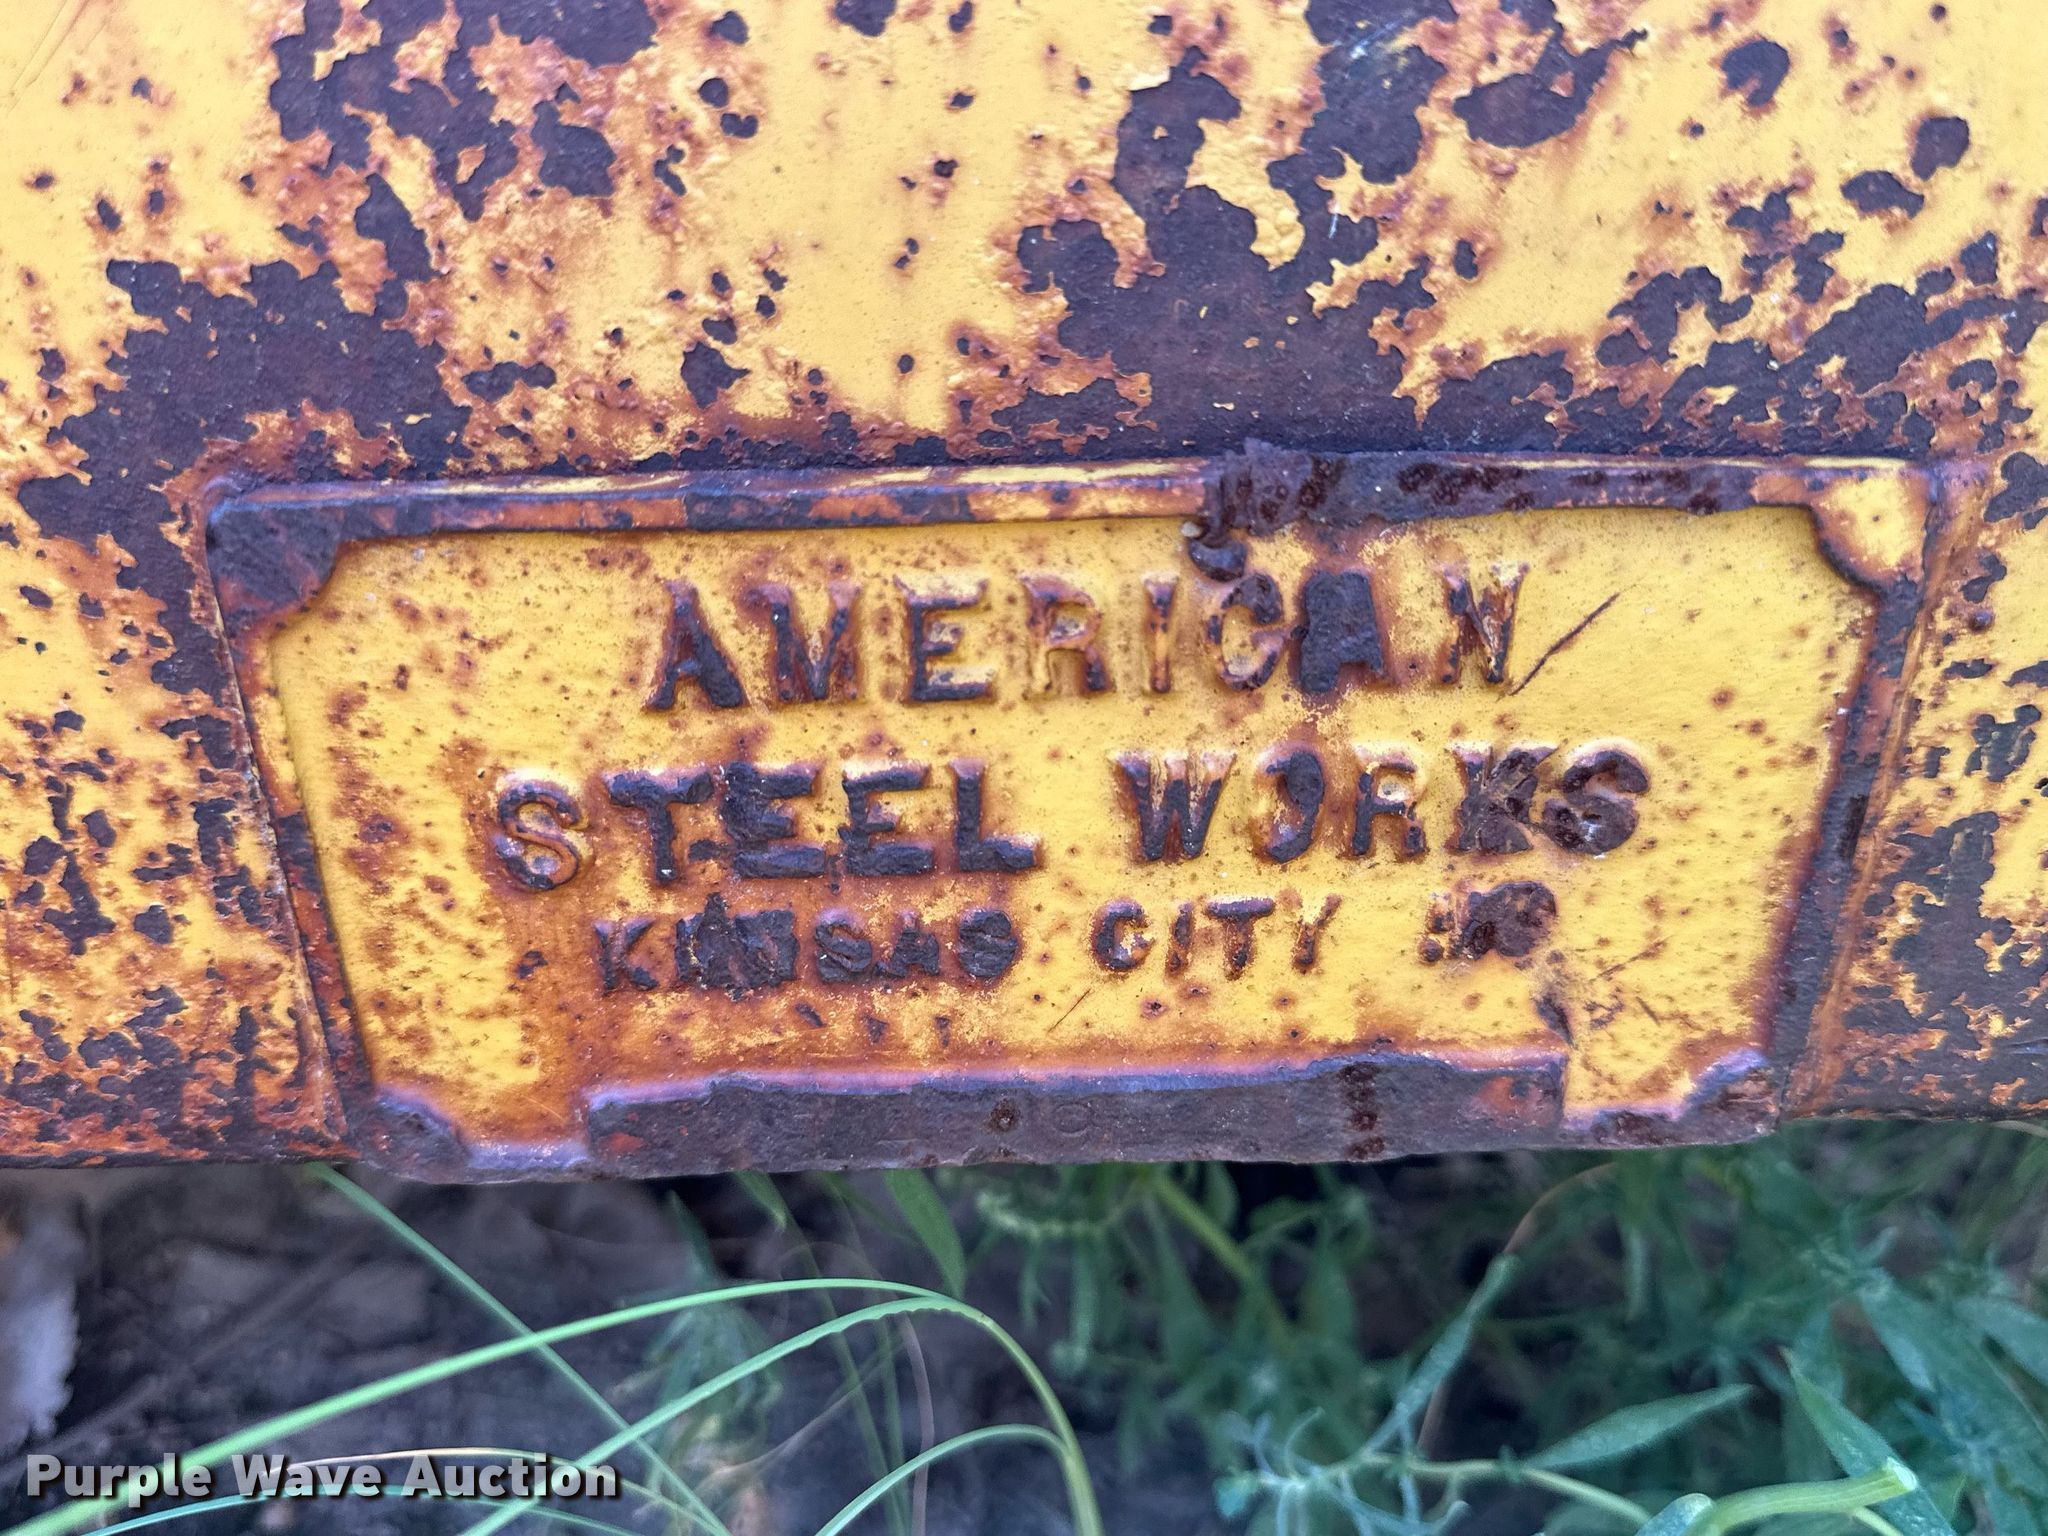 AMERICAN
STEEL WORKS
KANSAS CITY MO
Purple Wave Auction